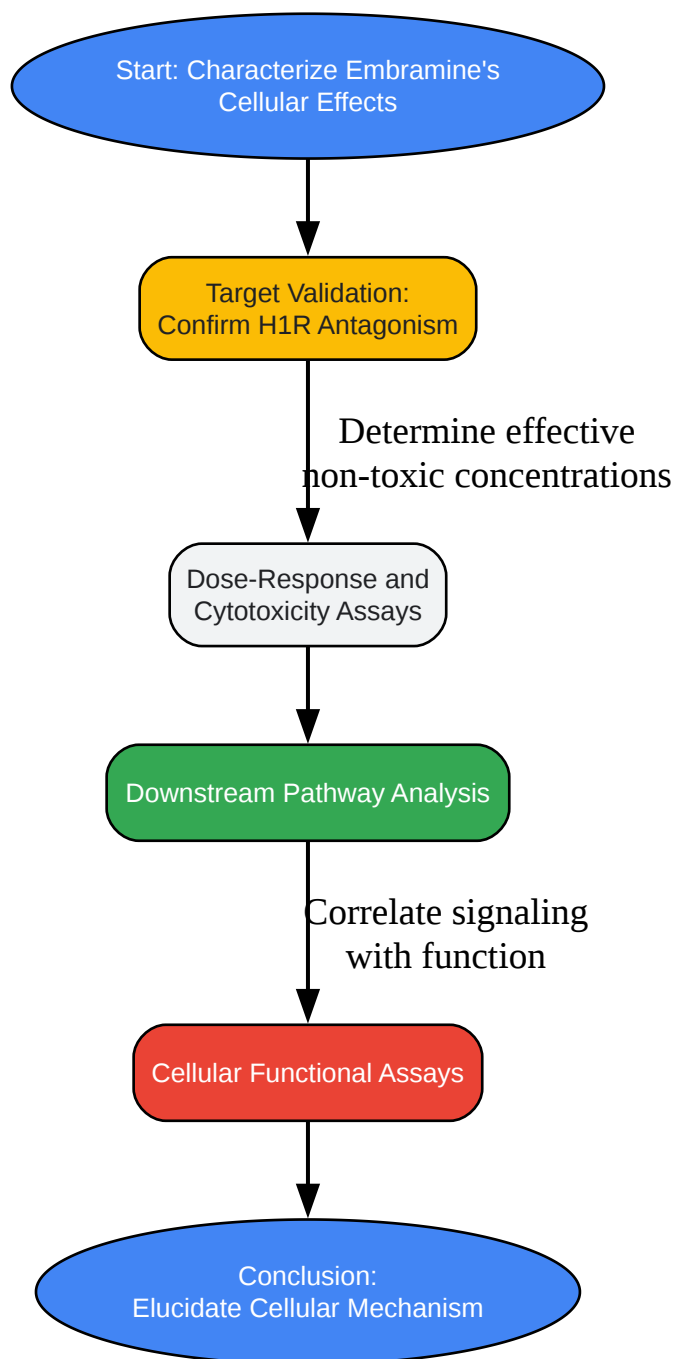 Start: Characterize Embramine's
Cellular Effects
Target Validation:
Confirm H1R Antagonism
Determine effective
non-toxic concentrations
Dose-Response and
Cytotoxicity Assays
Downstream Pathway Analysis
Correlate signaling
with function
Cellular Functional Assays
Conclusion:
Elucidate Cellular Mechanism